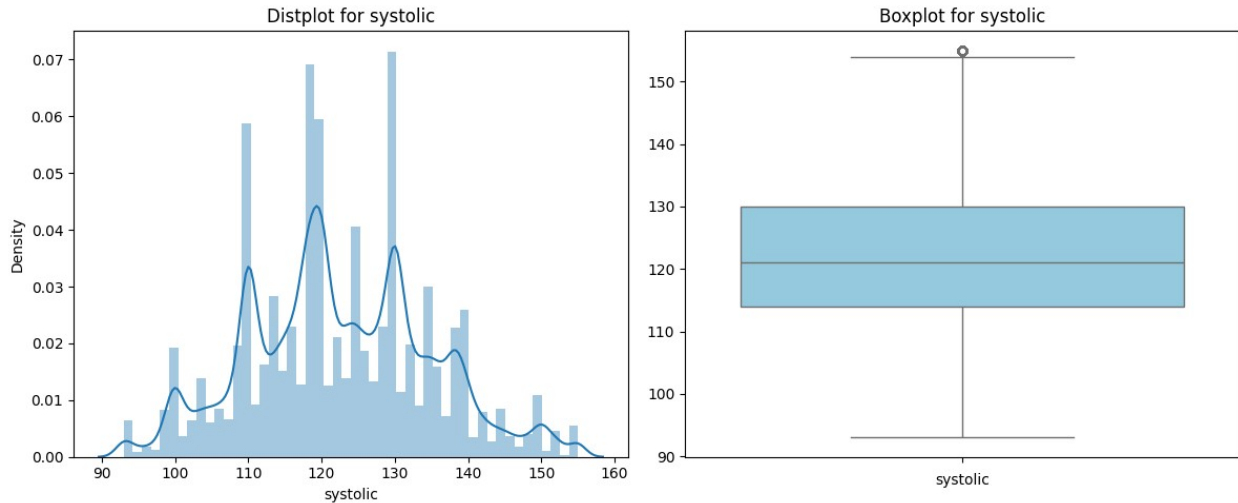 Distplot for systolic
0.07
0.06
0.05
0.04
0.03
0.02
0.01
0.00
Density
90 100 110 120 130 140 150 160
systolic
Boxplot for systolic
150
140
130
120
110
100
90
systolic